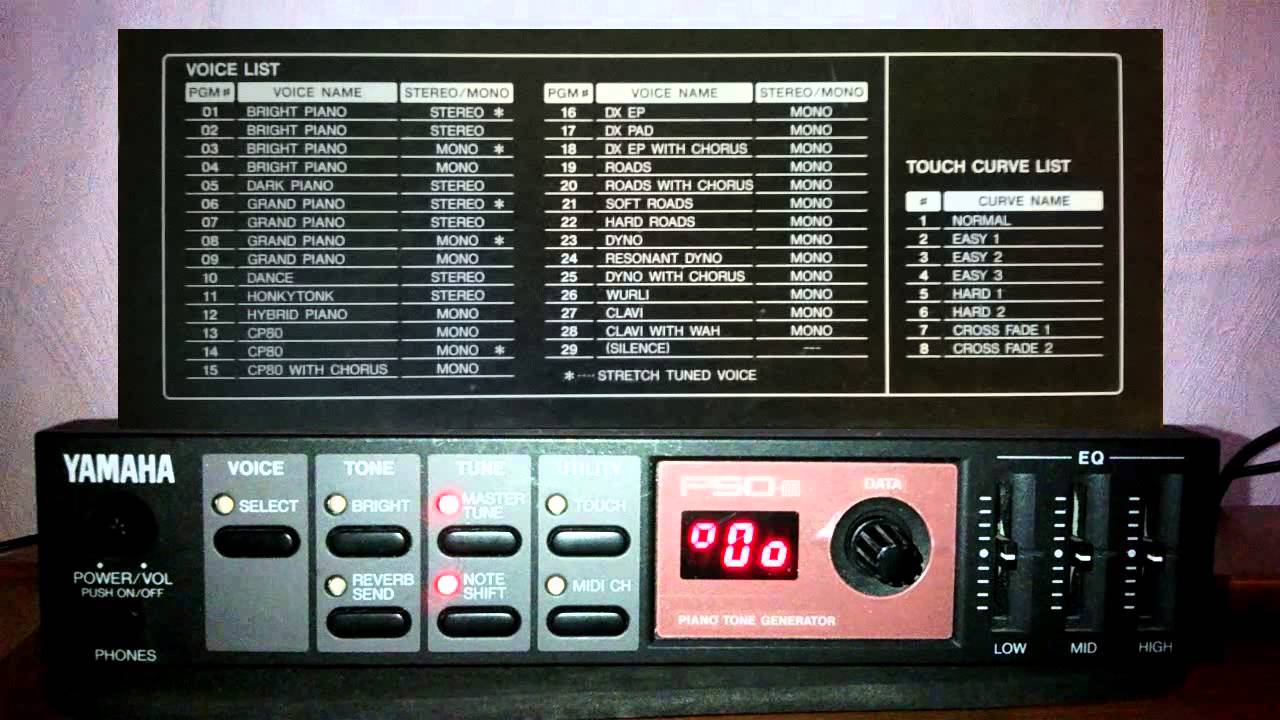 VOICE LIST
PGM# VOICE NAME STEREO/MONO
01 BRIGHT PIANO STEREO *
02 BRIGHT PIANO STEREO
03 BRIGHT PIANO MONO *
04 BRIGHT PIANO MONO
05 DARK PIANO STEREO
06 GRAND PIANO STEREO *
07 GRAND PIANO STEREO
08 GRAND PIANO MONO *
09 GRAND PIANO MONO
10 DANCE STEREO
11 HONKYTONK STEREO
12 HYBRID PIANO MONO
13 CP80 MONO
14 CP80 MONO *
15 CP80 WITH CHORUS MONO
PGM# VOICE NAME STEREO/MONO
16 DX EP MONO
17 DX PAD MONO
18 DX EP WITH CHORUS MONO
19 ROADS MONO
20 ROADS WITH CHORUS MONO
21 SOFT ROADS MONO
22 HARD ROADS MONO
23 DYNO MONO
24 RESONANT DYNO MONO
25 DYNO WITH CHORUS MONO
26 WURLI MONO
27 CLAVI MONO
28 CLAVI WITH WAH MONO
29 (SILENCE) ---
*---- STRETCH TUNED VOICE
TOUCH CURVE LIST
# CURVE NAME
1 NORMAL
2 EASY 1
3 EASY 2
4 EASY 3
5 HARD 1
6 HARD 2
7 CROSS FADE 1
8 CROSS FADE 2
YAMAHA
POWER/VOL
PUSH ON/OFF
PHONES
VOICE
SELECT
TONE
BRIGHT
REVERB
SEND
TUNE
MASTER
TUNE
NOTE
SHIFT
UTILITY
TOUCH
MIDI CH
P50-m
DATA
PIANO TONE GENERATOR
EQ
LOW MID HIGH